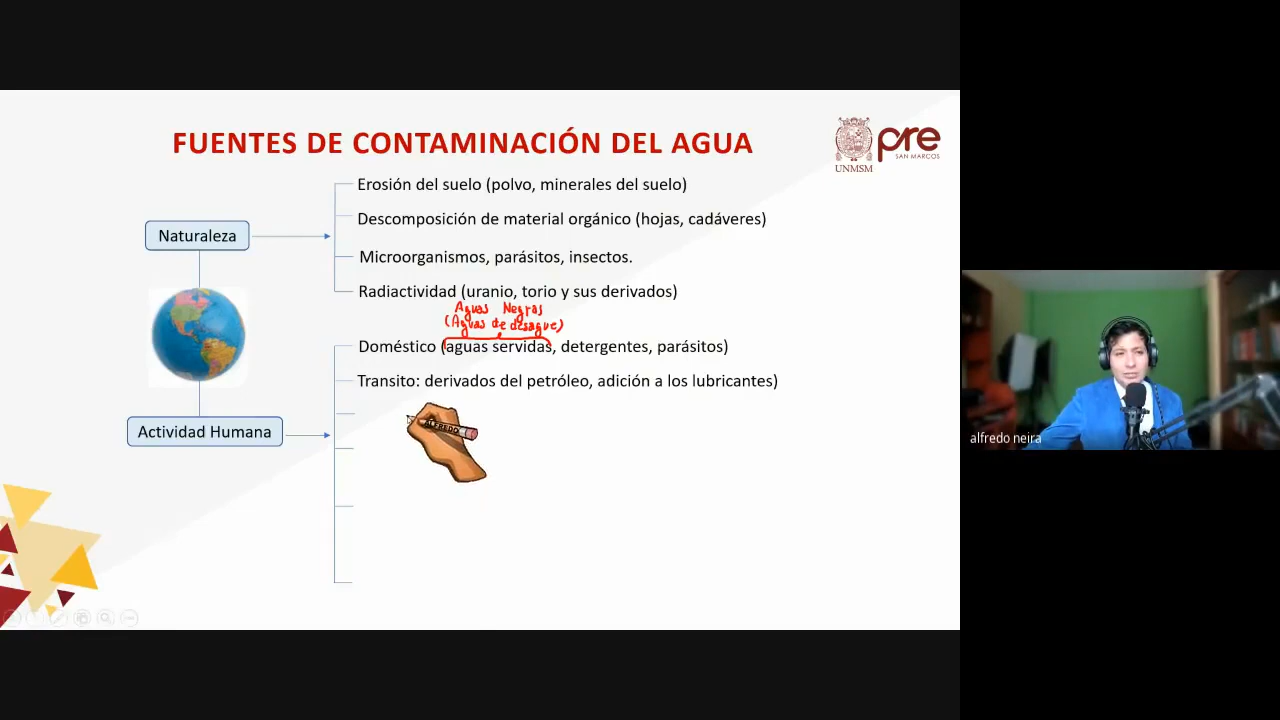 FUENTES DE CONTAMINACIÓN DEL AGUA
UNMSM
pre
SAN MARCOS
Erosión del suelo (polvo, minerales del suelo)
Descomposición de material orgánico (hojas, cadáveres)
Naturaleza
Microorganismos, parásitos, insectos.
Radiactividad (uranio, torio y sus derivados)
Aguas Negras
(Aguas de desague)
Doméstico (aguas servidas, detergentes, parásitos)
Transito: derivados del petróleo, adición a los lubricantes)
ALFREDO
Actividad Humana
alfredo neira